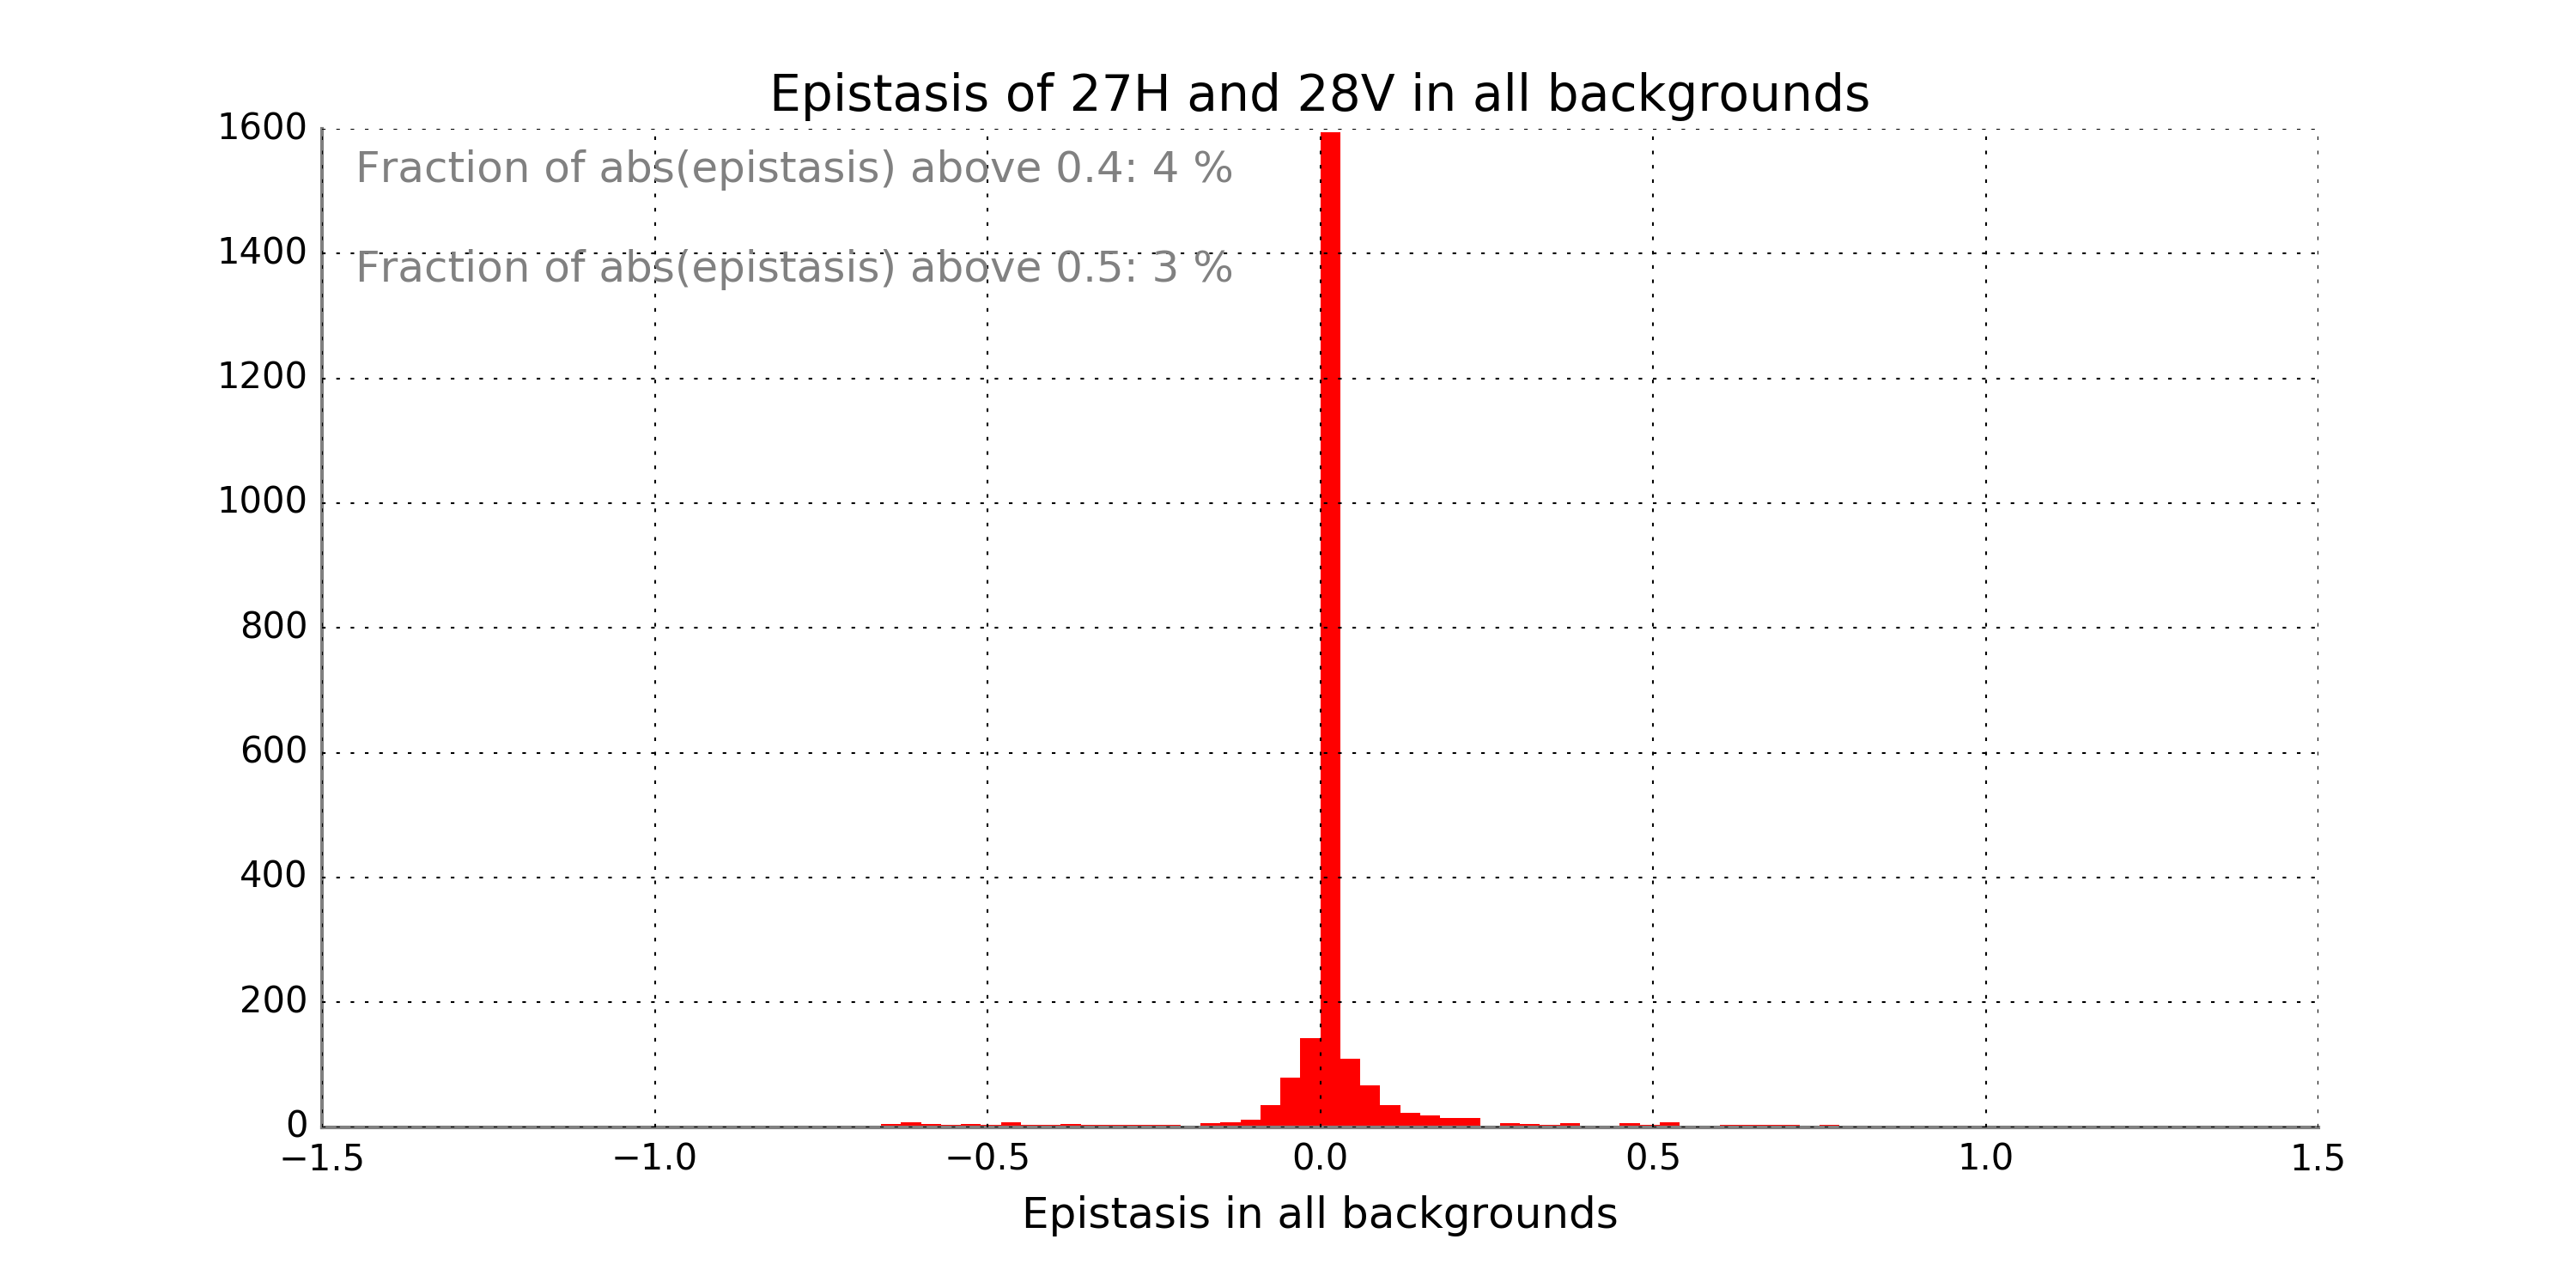 Epistasis of 27H and 28V in all backgrounds
1600
Fraction of abs(epistasis) above 0.4: 4 %
1400
Fraction of abs(epistasis) above 0.5: 3 %
1200
1000
800
600
400
200
0
−1.5 −1.0 −0.5 0.0 0.5 1.0 1.5
Epistasis in all backgrounds